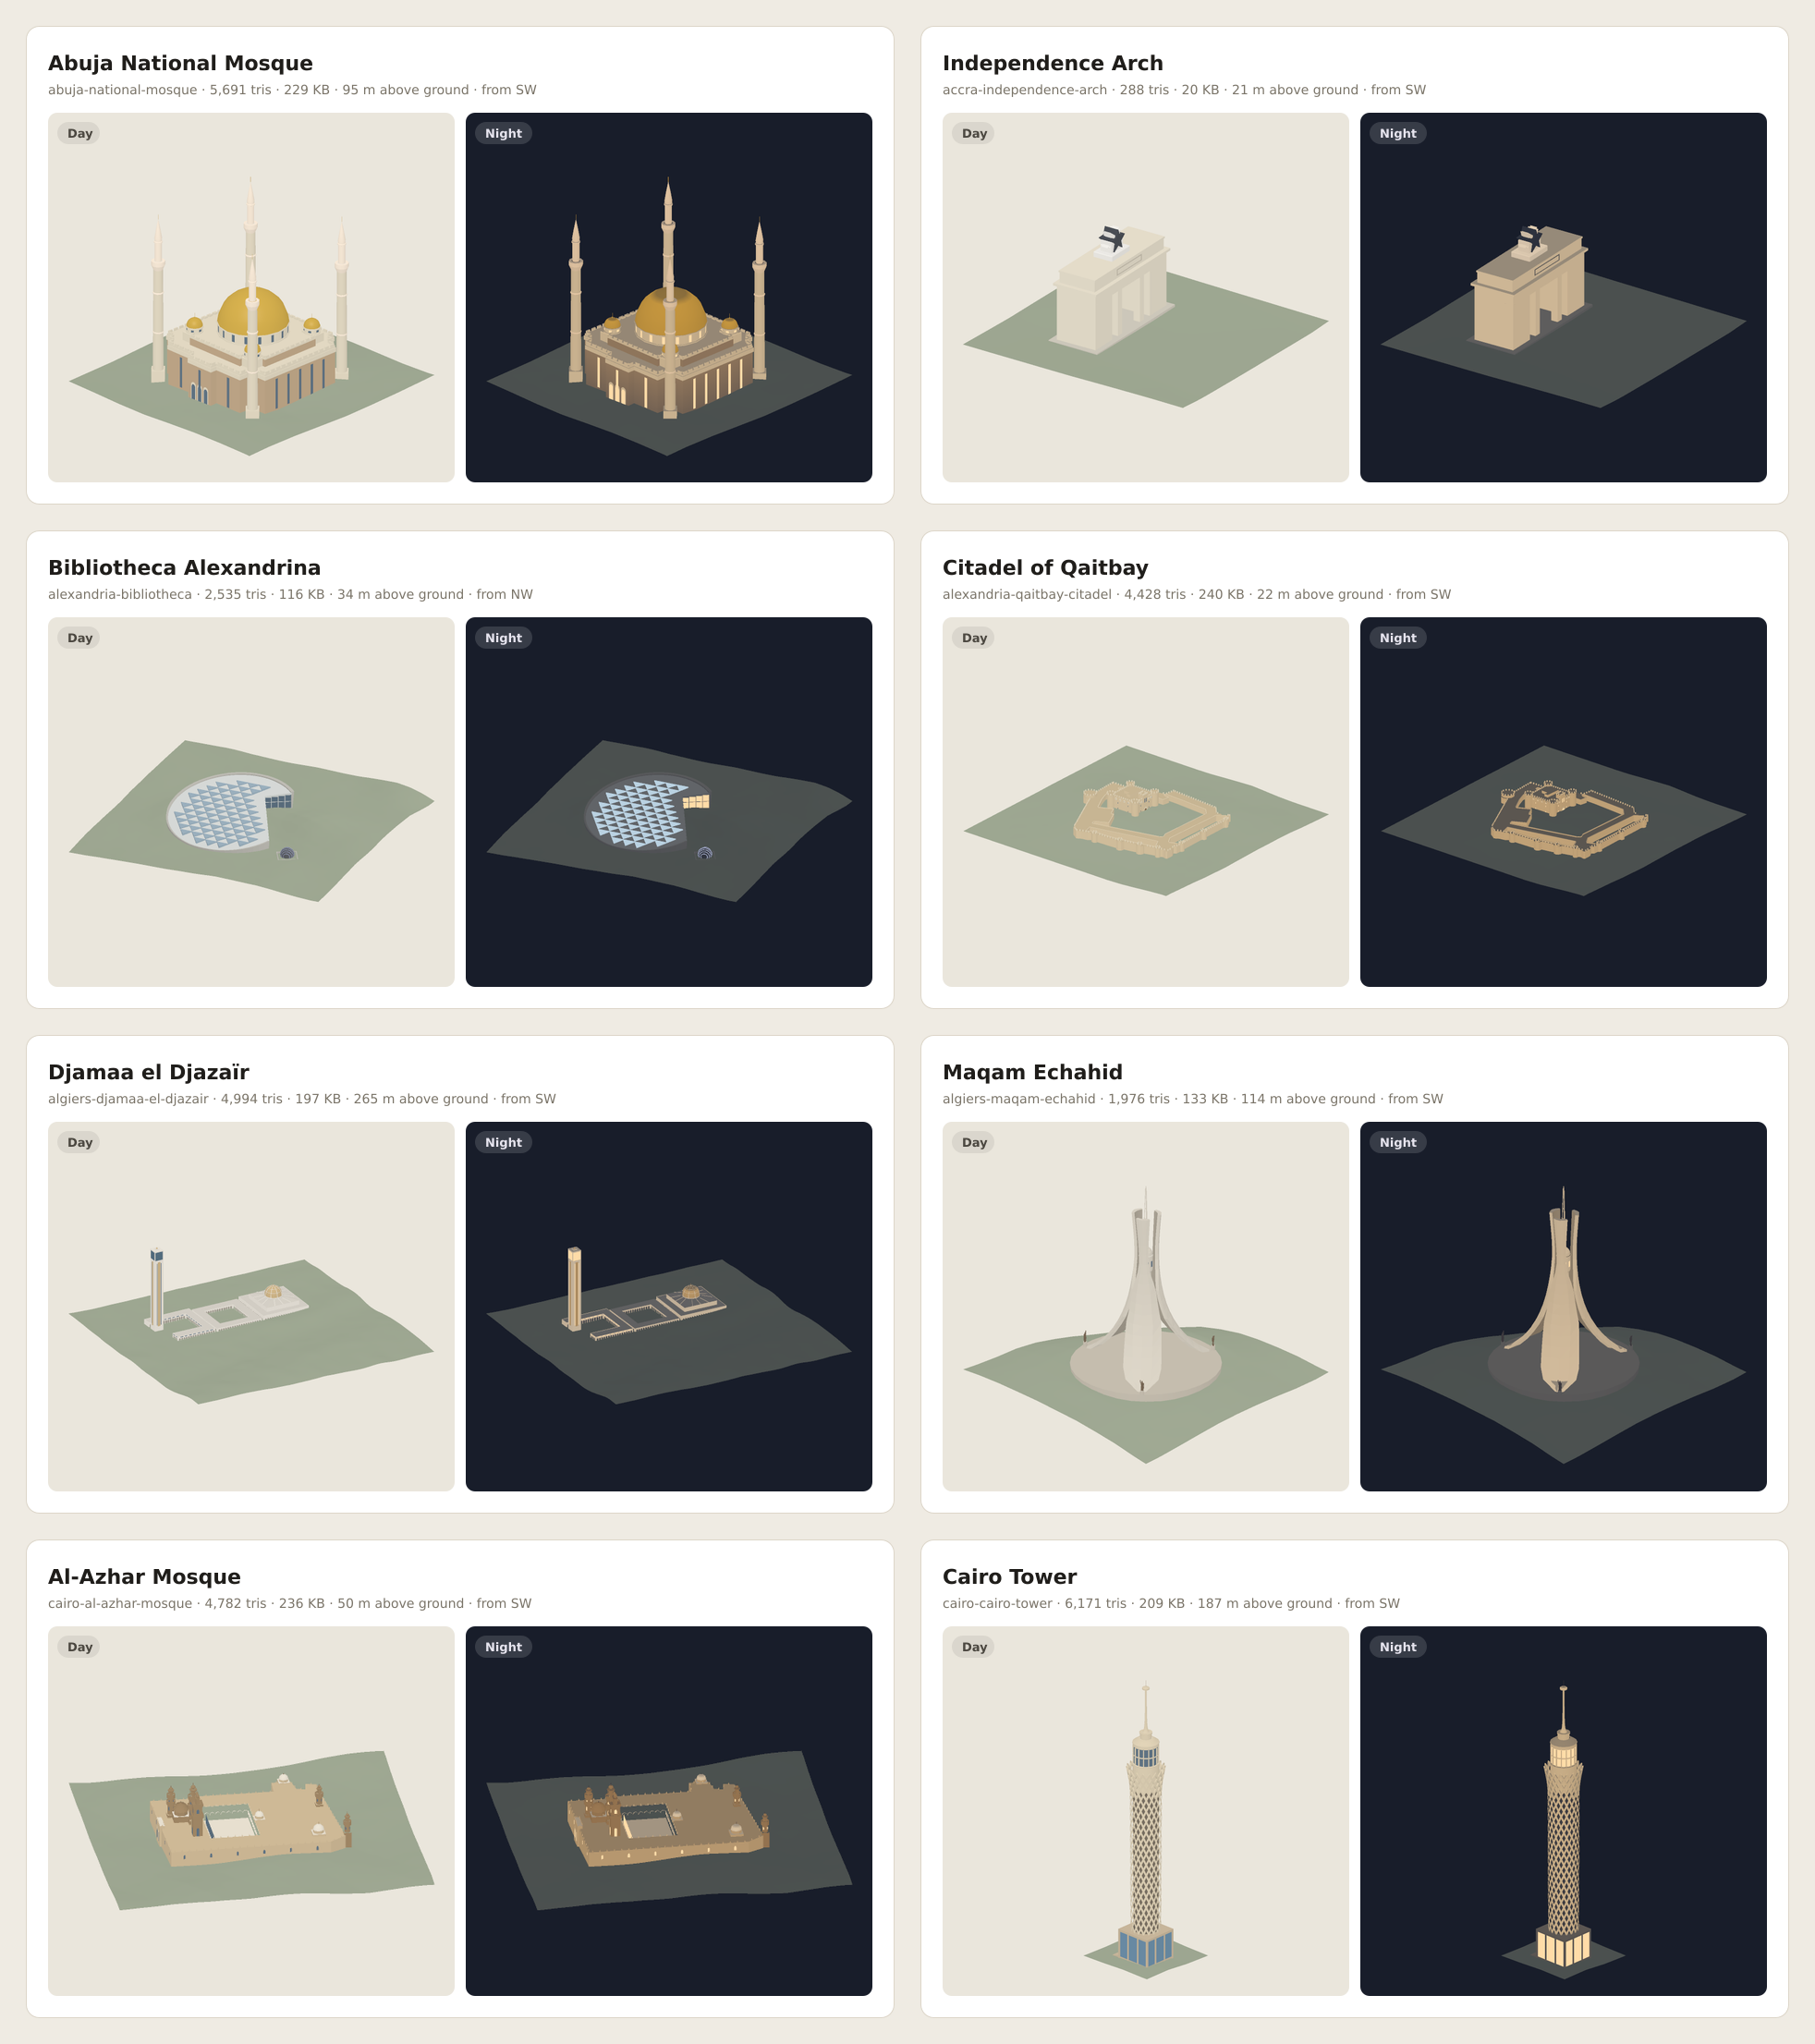 Abuja National Mosque
abuja-national-mosque · 5,691 tris · 229 KB · 95 m above ground · from SW
Day
Night
Independence Arch
accra-independence-arch · 288 tris · 20 KB · 21 m above ground · from SW
Day
Night
Bibliotheca Alexandrina
alexandria-bibliotheca · 2,535 tris · 116 KB · 34 m above ground · from NW
Day
Night
Citadel of Qaitbay
alexandria-qaitbay-citadel · 4,428 tris · 240 KB · 22 m above ground · from SW
Day
Night
Djamaa el Djazaïr
algiers-djamaa-el-djazair · 4,994 tris · 197 KB · 265 m above ground · from SW
Day
Night
Maqam Echahid
algiers-maqam-echahid · 1,976 tris · 133 KB · 114 m above ground · from SW
Day
Night
Al-Azhar Mosque
cairo-al-azhar-mosque · 4,782 tris · 236 KB · 50 m above ground · from SW
Day
Night
Cairo Tower
cairo-cairo-tower · 6,171 tris · 209 KB · 187 m above ground · from SW
Day
Night